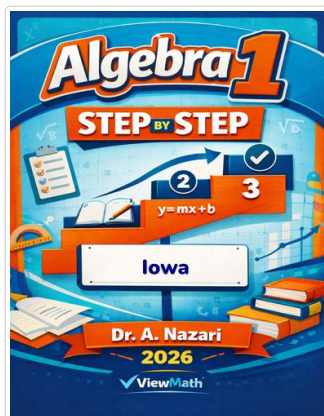 Algebra 1
STEP BY STEP
2
3
y=mx+b
Iowa
Dr. A. Nazari
2026
ViewMath